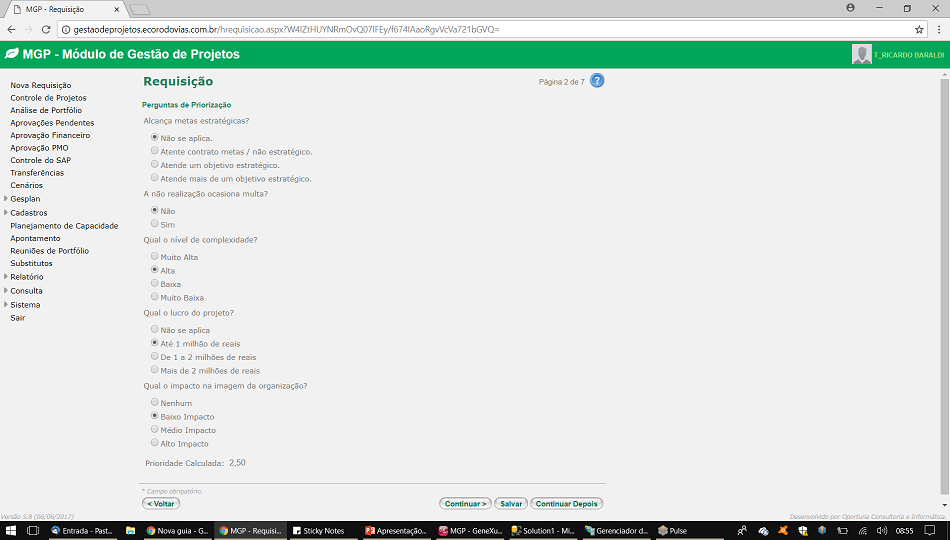 MGP - Requisição
gestaodeprojetos.ecorodovias.com.br/hrequisicao.aspx?W4IZtHUYNRmOvQ07IFEy/f674IAaoRgvVcVa721bGVQ=
MGP - Módulo de Gestão de Projetos
T_RICARDO BARALDI
Nova Requisição
Controle de Projetos
Análise de Portfólio
Aprovações Pendentes
Aprovação Financeiro
Aprovação PMO
Controle do SAP
Transferências
Cenários
Gesplan
Cadastros
Planejamento de Capacidade
Apontamento
Reuniões de Portfólio
Substitutos
Relatório
Consulta
Sistema
Sair
Requisição
Página 2 de 7
?
Perguntas de Priorização
Alcança metas estratégicas?
Não se aplica.
Atente contrato metas / não estratégico.
Atende um objetivo estratégico.
Atende mais de um objetivo estratégico.
A não realização ocasiona multa?
Não
Sim
Qual o nível de complexidade?
Muito Alta
Alta
Baixa
Muito Baixa
Qual o lucro do projeto?
Não se aplica
Até 1 milhão de reais
De 1 a 2 milhões de reais
Mais de 2 milhões de reais
Qual o impacto na imagem da organização?
Nenhum
Baixo Impacto
Médio Impacto
Alto Impacto
Prioridade Calculada: 2,50
* Campo obrigatório.
< Voltar
Continuar >
Salvar
Continuar Depois
Versão 5.8 (06/06/2017)
Desenvolvido por Oportuna Consultoria e Informática.
Entrada - Past...
Nova guia - G...
MGP - Requisi...
Sticky Notes
Apresentação...
MGP - GeneXu...
Solution1 - Mi...
Gerenciador d...
Pulse
08:55